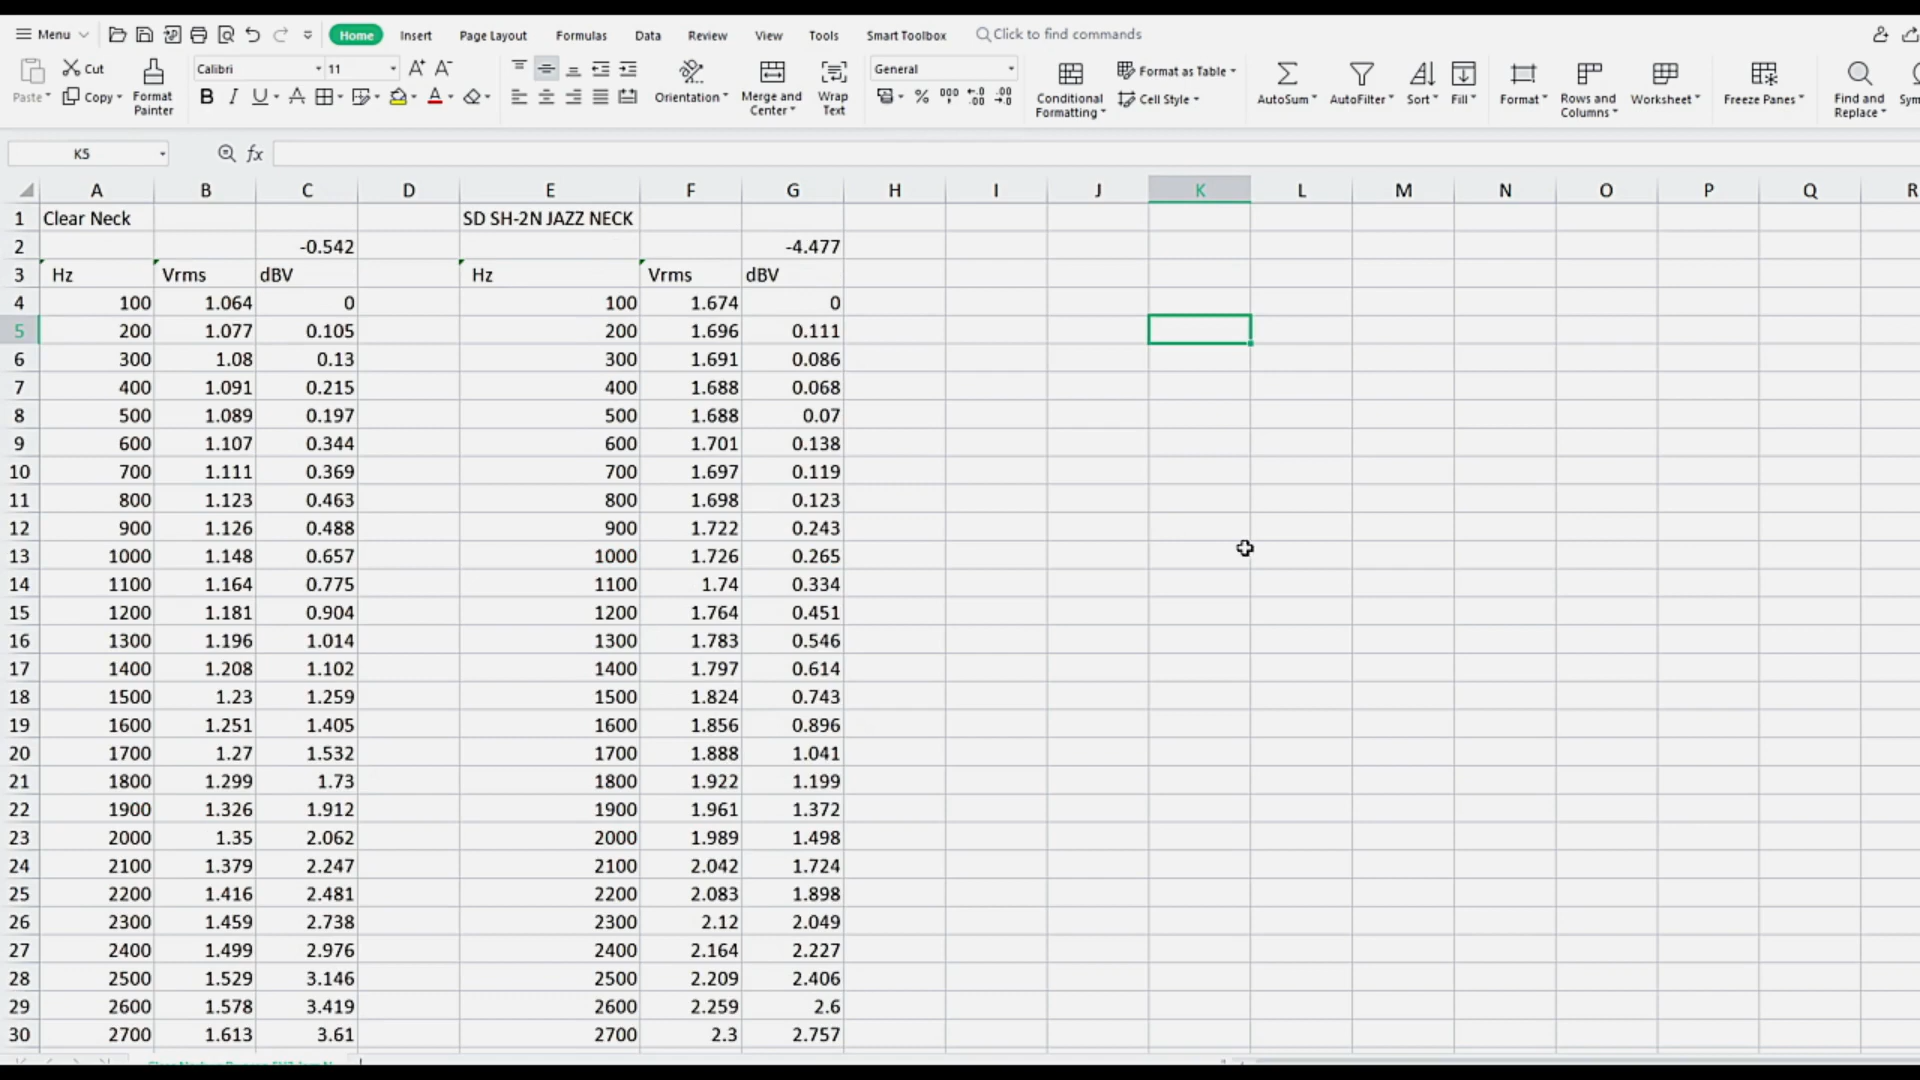 Menu Home Insert Page Layout Formulas Data Review View Tools Smart Toolbox Click to find commands
Cut Calibri 11 A+ A- General Format as Table
Paste Copy Format Painter B I U A Orientation Merge and Center Wrap Text % 000 Conditional Formatting Cell Style AutoSum AutoFilter Sort Fill Format Rows and Columns Worksheet Freeze Panes Find and Replace
K5 fx
A B C D E F G H I J K L M N O P Q R
1 Clear Neck SD SH-2N JAZZ NECK
2 -0.542 -4.477
3 Hz Vrms dBV Hz Vrms dBV
4 100 1.064 0 100 1.674 0
5 200 1.077 0.105 200 1.696 0.111
6 300 1.08 0.13 300 1.691 0.086
7 400 1.091 0.215 400 1.688 0.068
8 500 1.089 0.197 500 1.688 0.07
9 600 1.107 0.344 600 1.701 0.138
10 700 1.111 0.369 700 1.697 0.119
11 800 1.123 0.463 800 1.698 0.123
12 900 1.126 0.488 900 1.722 0.243
13 1000 1.148 0.657 1000 1.726 0.265
14 1100 1.164 0.775 1100 1.74 0.334
15 1200 1.181 0.904 1200 1.764 0.451
16 1300 1.196 1.014 1300 1.783 0.546
17 1400 1.208 1.102 1400 1.797 0.614
18 1500 1.23 1.259 1500 1.824 0.743
19 1600 1.251 1.405 1600 1.856 0.896
20 1700 1.27 1.532 1700 1.888 1.041
21 1800 1.299 1.73 1800 1.922 1.199
22 1900 1.326 1.912 1900 1.961 1.372
23 2000 1.35 2.062 2000 1.989 1.498
24 2100 1.379 2.247 2100 2.042 1.724
25 2200 1.416 2.481 2200 2.083 1.898
26 2300 1.459 2.738 2300 2.12 2.049
27 2400 1.499 2.976 2400 2.164 2.227
28 2500 1.529 3.146 2500 2.209 2.406
29 2600 1.578 3.419 2600 2.259 2.6
30 2700 1.613 3.61 2700 2.3 2.757